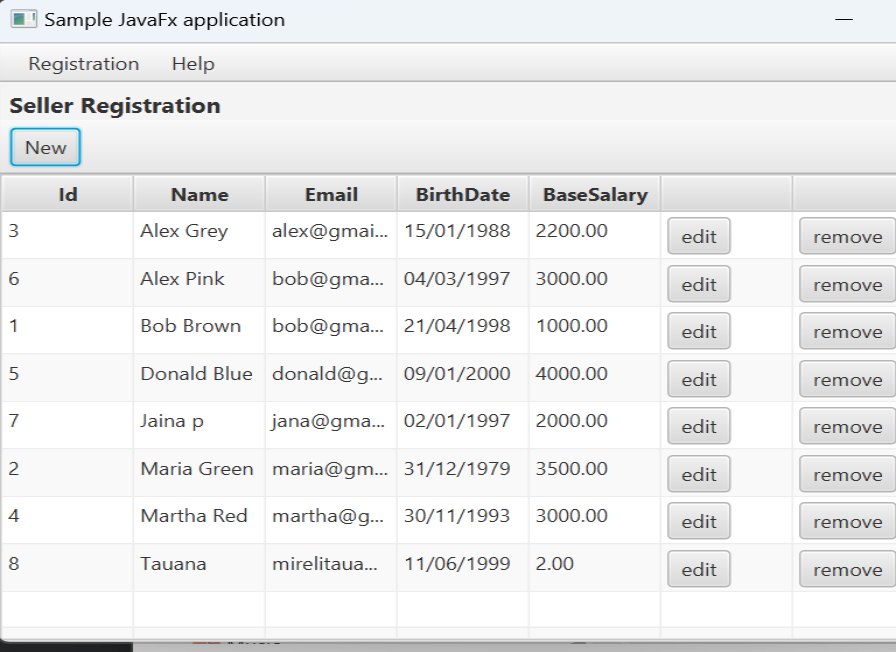 Sample JavaFx application
Registration Help
Seller Registration
New
Id Name Email BirthDate BaseSalary
3 Alex Grey alex@gmai... 15/01/1988 2200.00 edit remove
6 Alex Pink bob@gma... 04/03/1997 3000.00 edit remove
1 Bob Brown bob@gma... 21/04/1998 1000.00 edit remove
5 Donald Blue donald@g... 09/01/2000 4000.00 edit remove
7 Jaina p jana@gma... 02/01/1997 2000.00 edit remove
2 Maria Green maria@gm... 31/12/1979 3500.00 edit remove
4 Martha Red martha@g... 30/11/1993 3000.00 edit remove
8 Tauana mirelitaua... 11/06/1999 2.00 edit remove